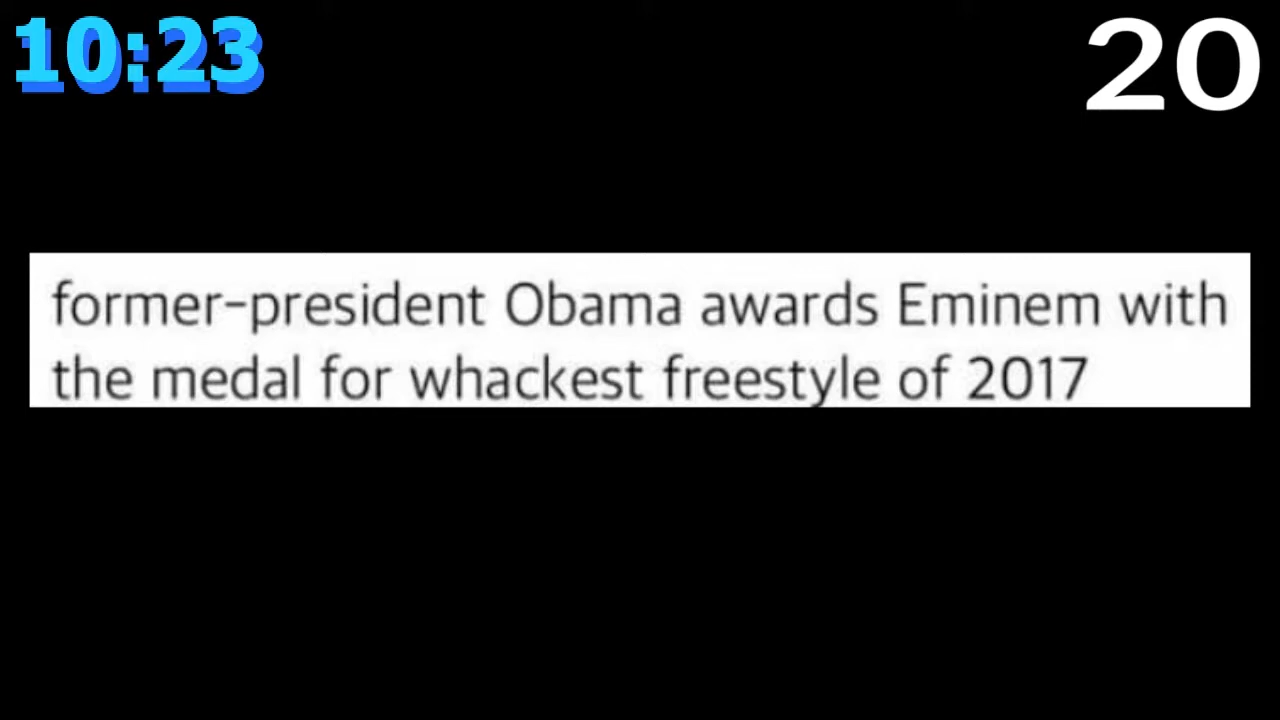 10:23
20
former-president Obama awards Eminem with
the medal for whackest freestyle of 2017